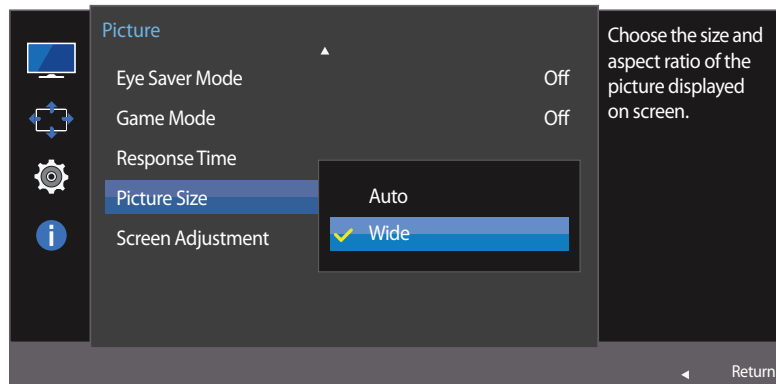 Picture
Eye Saver Mode Off
Game Mode Off
Response Time
Picture Size
Screen Adjustment
Auto
Wide
Choose the size and
aspect ratio of the
picture displayed
on screen.
Return